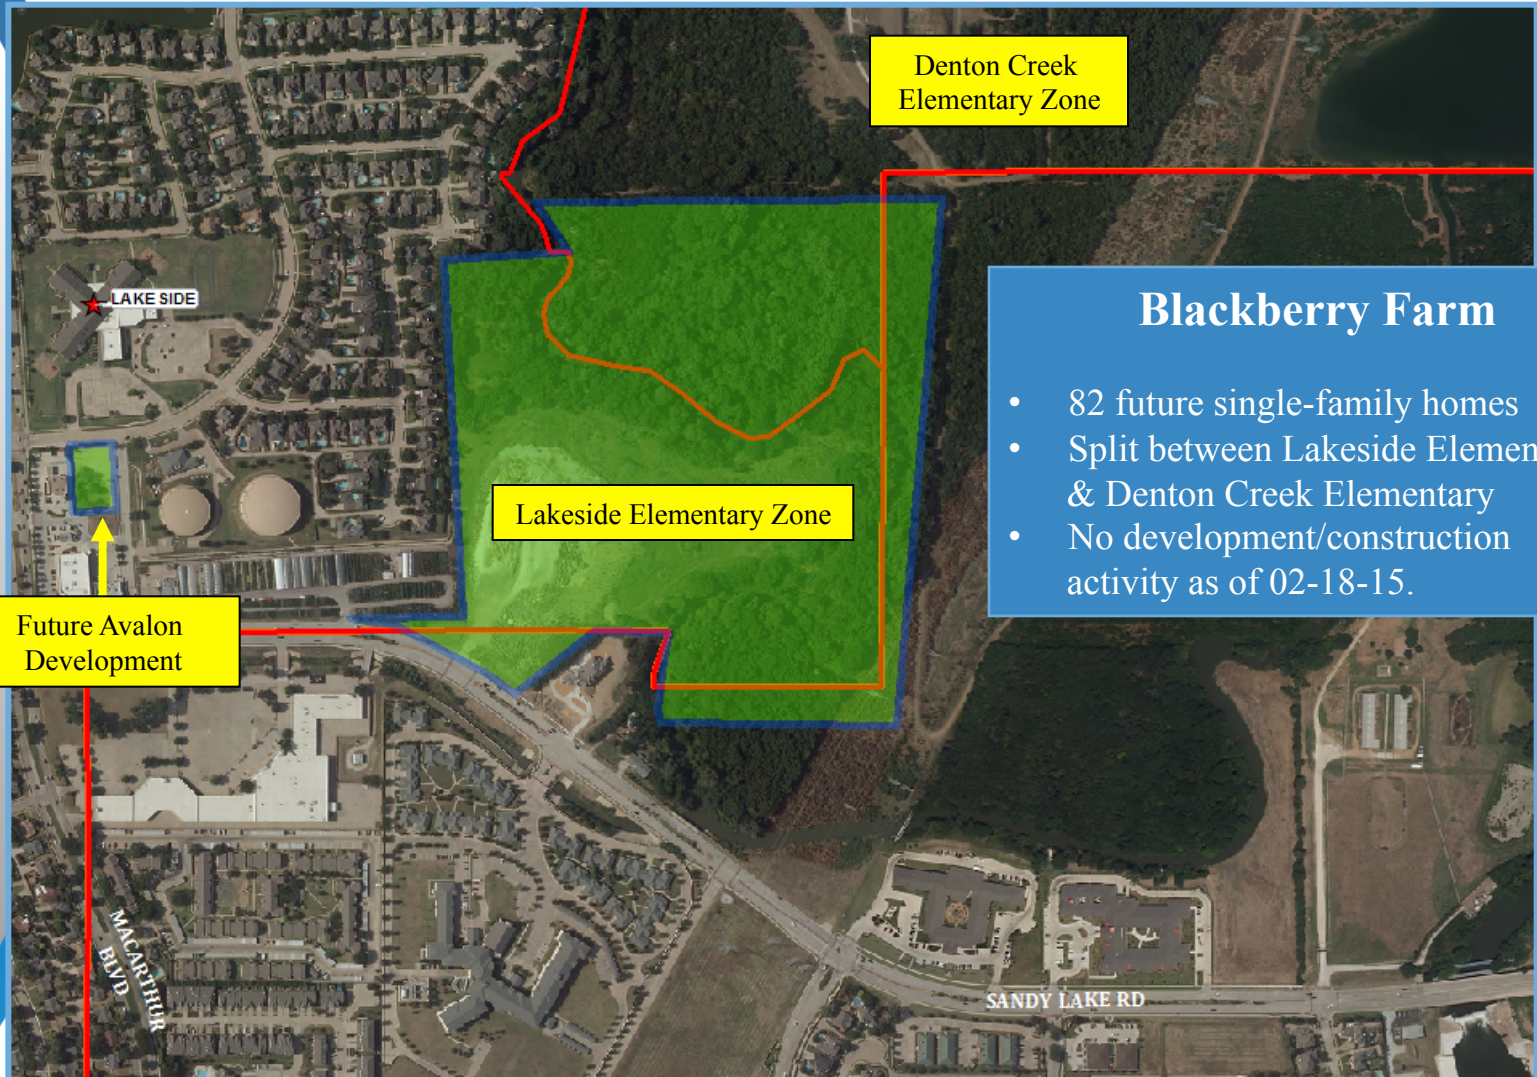 Denton Creek
Elementary Zone
LAKE SIDE
Blackberry Farm
• 82 future single-family homes
• Split between Lakeside Elemen
& Denton Creek Elementary
• No development/construction
activity as of 02-18-15.
Lakeside Elementary Zone
Future Avalon
Development
MACARTHUR
BLVD
SANDY LAKE RD